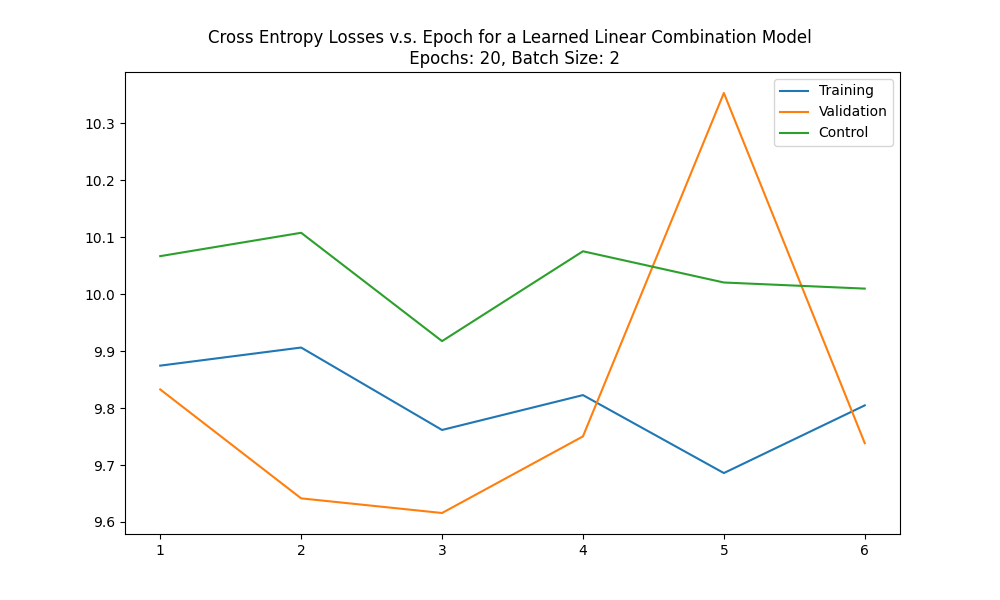 Cross Entropy Losses v.s. Epoch for a Learned Linear Combination Model
Epochs: 20, Batch Size: 2
Training
Validation
Control
10.3
10.2
10.1
10.0
9.9
9.8
9.7
9.6
1 2 3 4 5 6